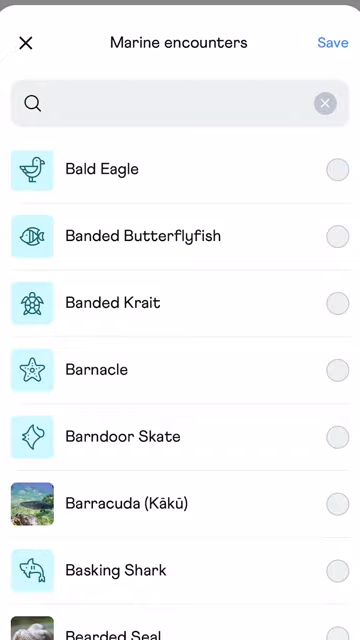 Marine encounters
Save
Bald Eagle
Banded Butterflyfish
Banded Krait
Barnacle
Barndoor Skate
Barracuda (Kākū)
Basking Shark
Bearded Seal